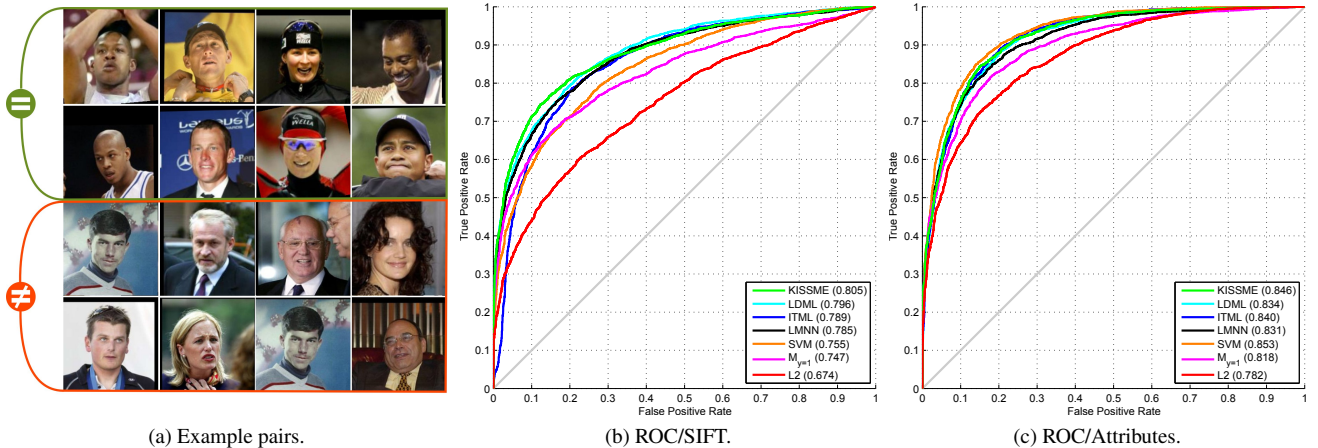 =
≠
WELLA
WELLA
(a) Example pairs.
True Positive Rate
1
0.9
0.8
0.7
0.6
0.5
0.4
0.3
0.2
0.1
0
0 0.1 0.2 0.3 0.4 0.5 0.6 0.7 0.8 0.9 1
False Positive Rate
KISSME (0.805)
LDML (0.796)
ITML (0.789)
LMNN (0.785)
SVM (0.755)
M_y=1 (0.747)
L2 (0.674)
(b) ROC/SIFT.
True Positive Rate
1
0.9
0.8
0.7
0.6
0.5
0.4
0.3
0.2
0.1
0
0 0.1 0.2 0.3 0.4 0.5 0.6 0.7 0.8 0.9 1
False Positive Rate
KISSME (0.846)
LDML (0.834)
ITML (0.840)
LMNN (0.831)
SVM (0.853)
M_y=1 (0.818)
L2 (0.782)
(c) ROC/Attributes.